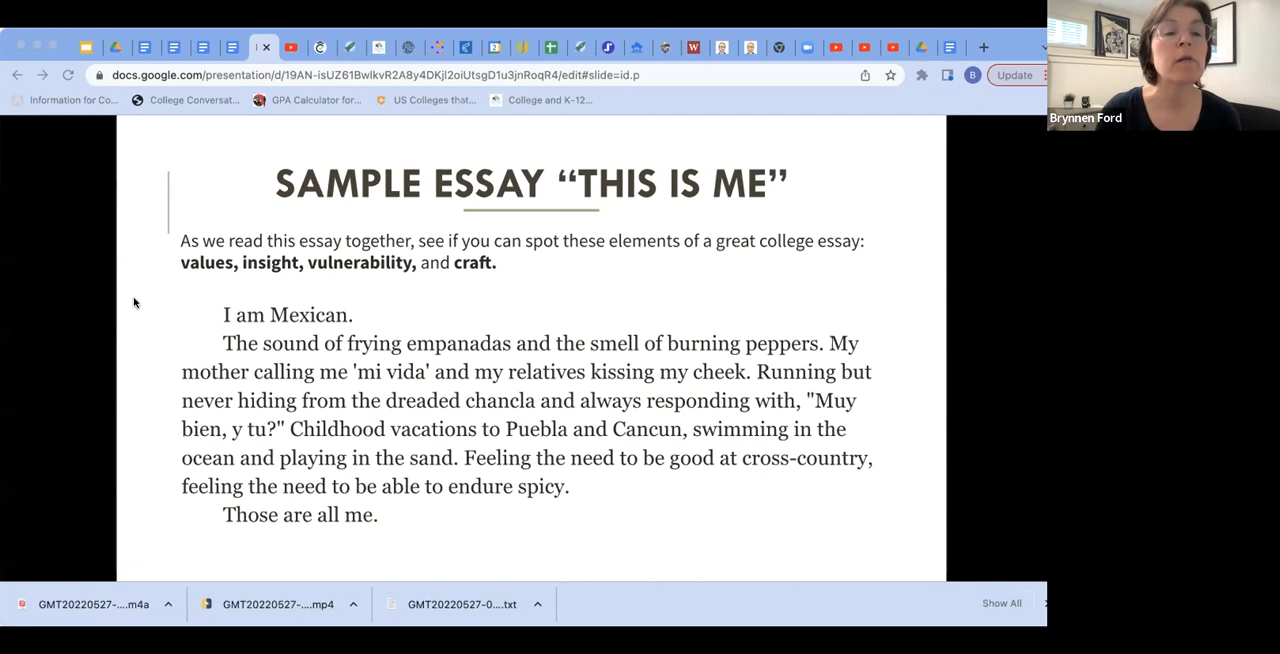 docs.google.com/presentation/d/19AN-isUZ61BwlkvR2A8y4DKjl2oiUtsgD1u3jnRoqR4/edit#slide=id.p
B
Update
Information for Co...
College Conversat...
GPA Calculator for...
US Colleges that...
College and K-12...
Brynnen Ford
SAMPLE ESSAY “THIS IS ME”
As we read this essay together, see if you can spot these elements of a great college essay:
values, insight, vulnerability, and craft.
I am Mexican.
The sound of frying empanadas and the smell of burning peppers. My
mother calling me 'mi vida' and my relatives kissing my cheek. Running but
never hiding from the dreaded chancla and always responding with, "Muy
bien, y tu?" Childhood vacations to Puebla and Cancun, swimming in the
ocean and playing in the sand. Feeling the need to be good at cross-country,
feeling the need to be able to endure spicy.
Those are all me.
GMT20220527-....m4a
GMT20220527-....mp4
GMT20220527-0....txt
Show All